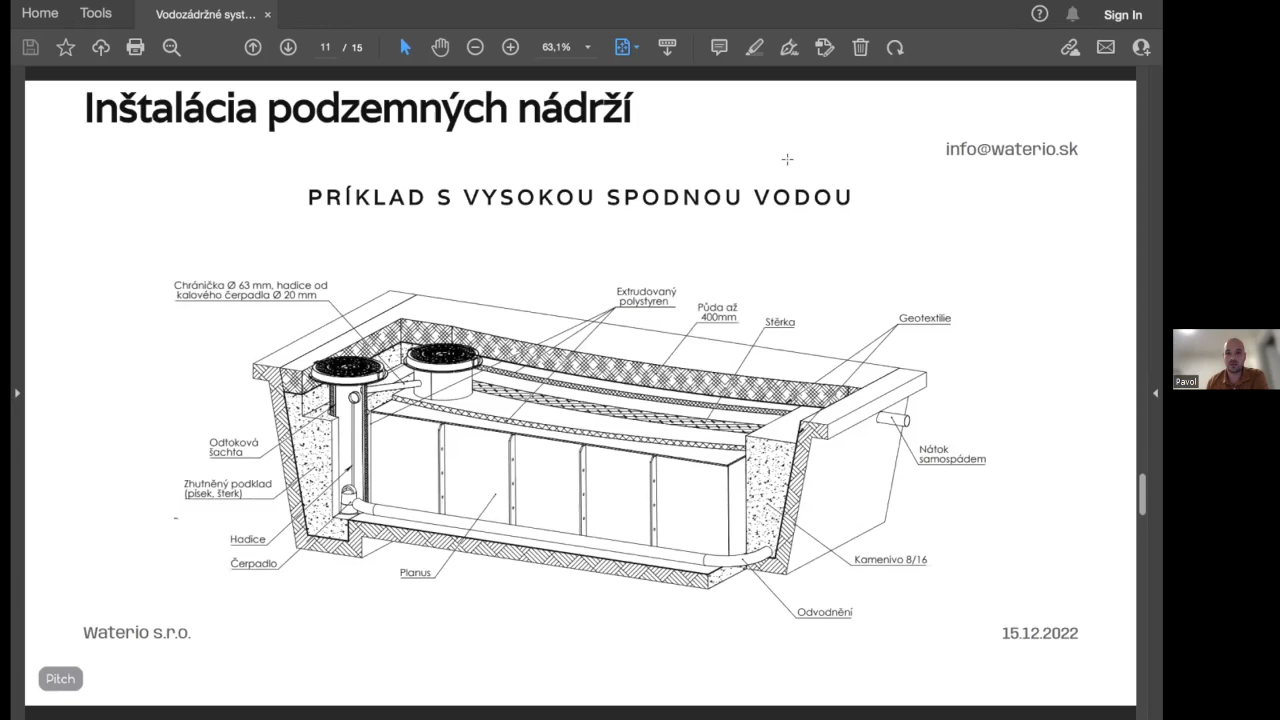 Home
Tools
Vodozádržné syst...
Sign In
11 / 15
63,1%
Inštalácia podzemných nádrží
info@waterio.sk
PRÍKLAD S VYSOKOU SPODNOU VODOU
Chránička Ø 63 mm, hadice od
kalového čerpadla Ø 20 mm
Extrudovaný
polystyren
Půda až
400mm
Stěrka
Geotextilie
Odtoková
šachta
Zhutněný podklad
(písek, šterk)
Hadice
Čerpadlo
Planus
Nátok
samospádem
Kamenivo 8/16
Odvodnění
Waterio s.r.o.
15.12.2022
Pitch
Pavol